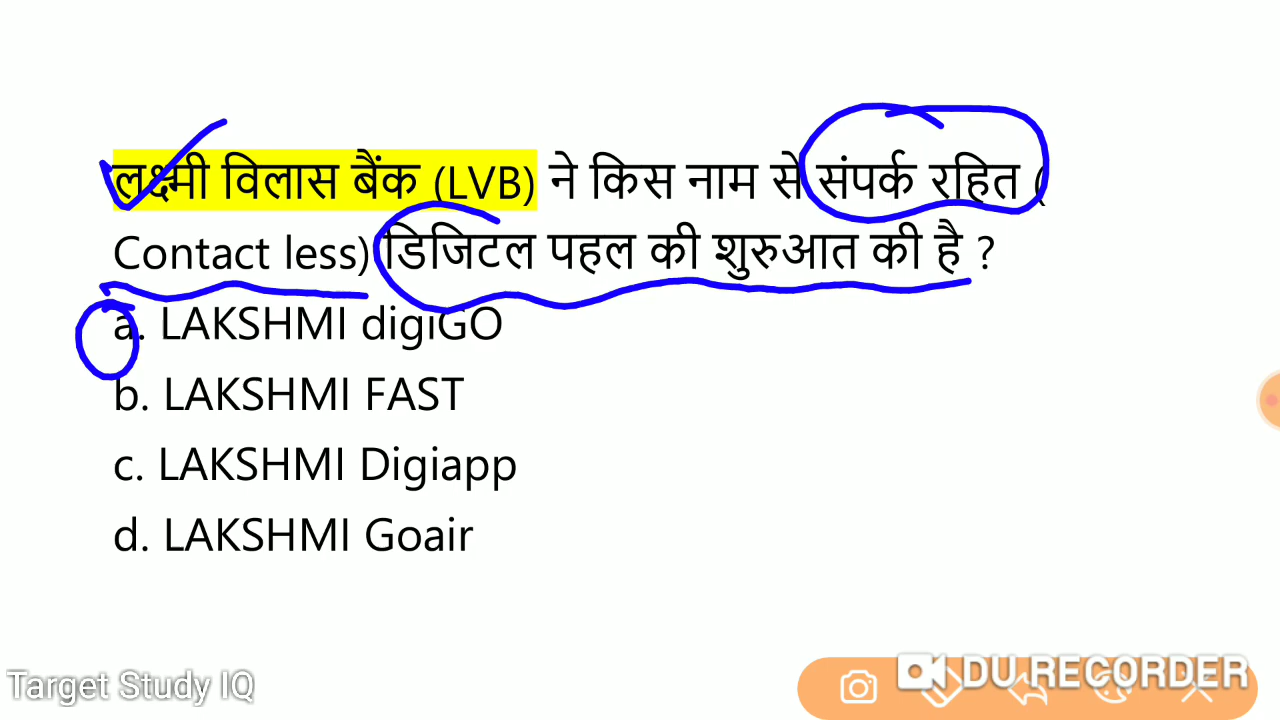 लक्ष्मी विलास बैंक (LVB) ने किस नाम से संपर्क रहित (
Contact less) डिजिटल पहल की शुरुआत की है ?
a. LAKSHMI digiGO
b. LAKSHMI FAST
c. LAKSHMI Digiapp
d. LAKSHMI Goair
Target Study IQ
DU RECORDER